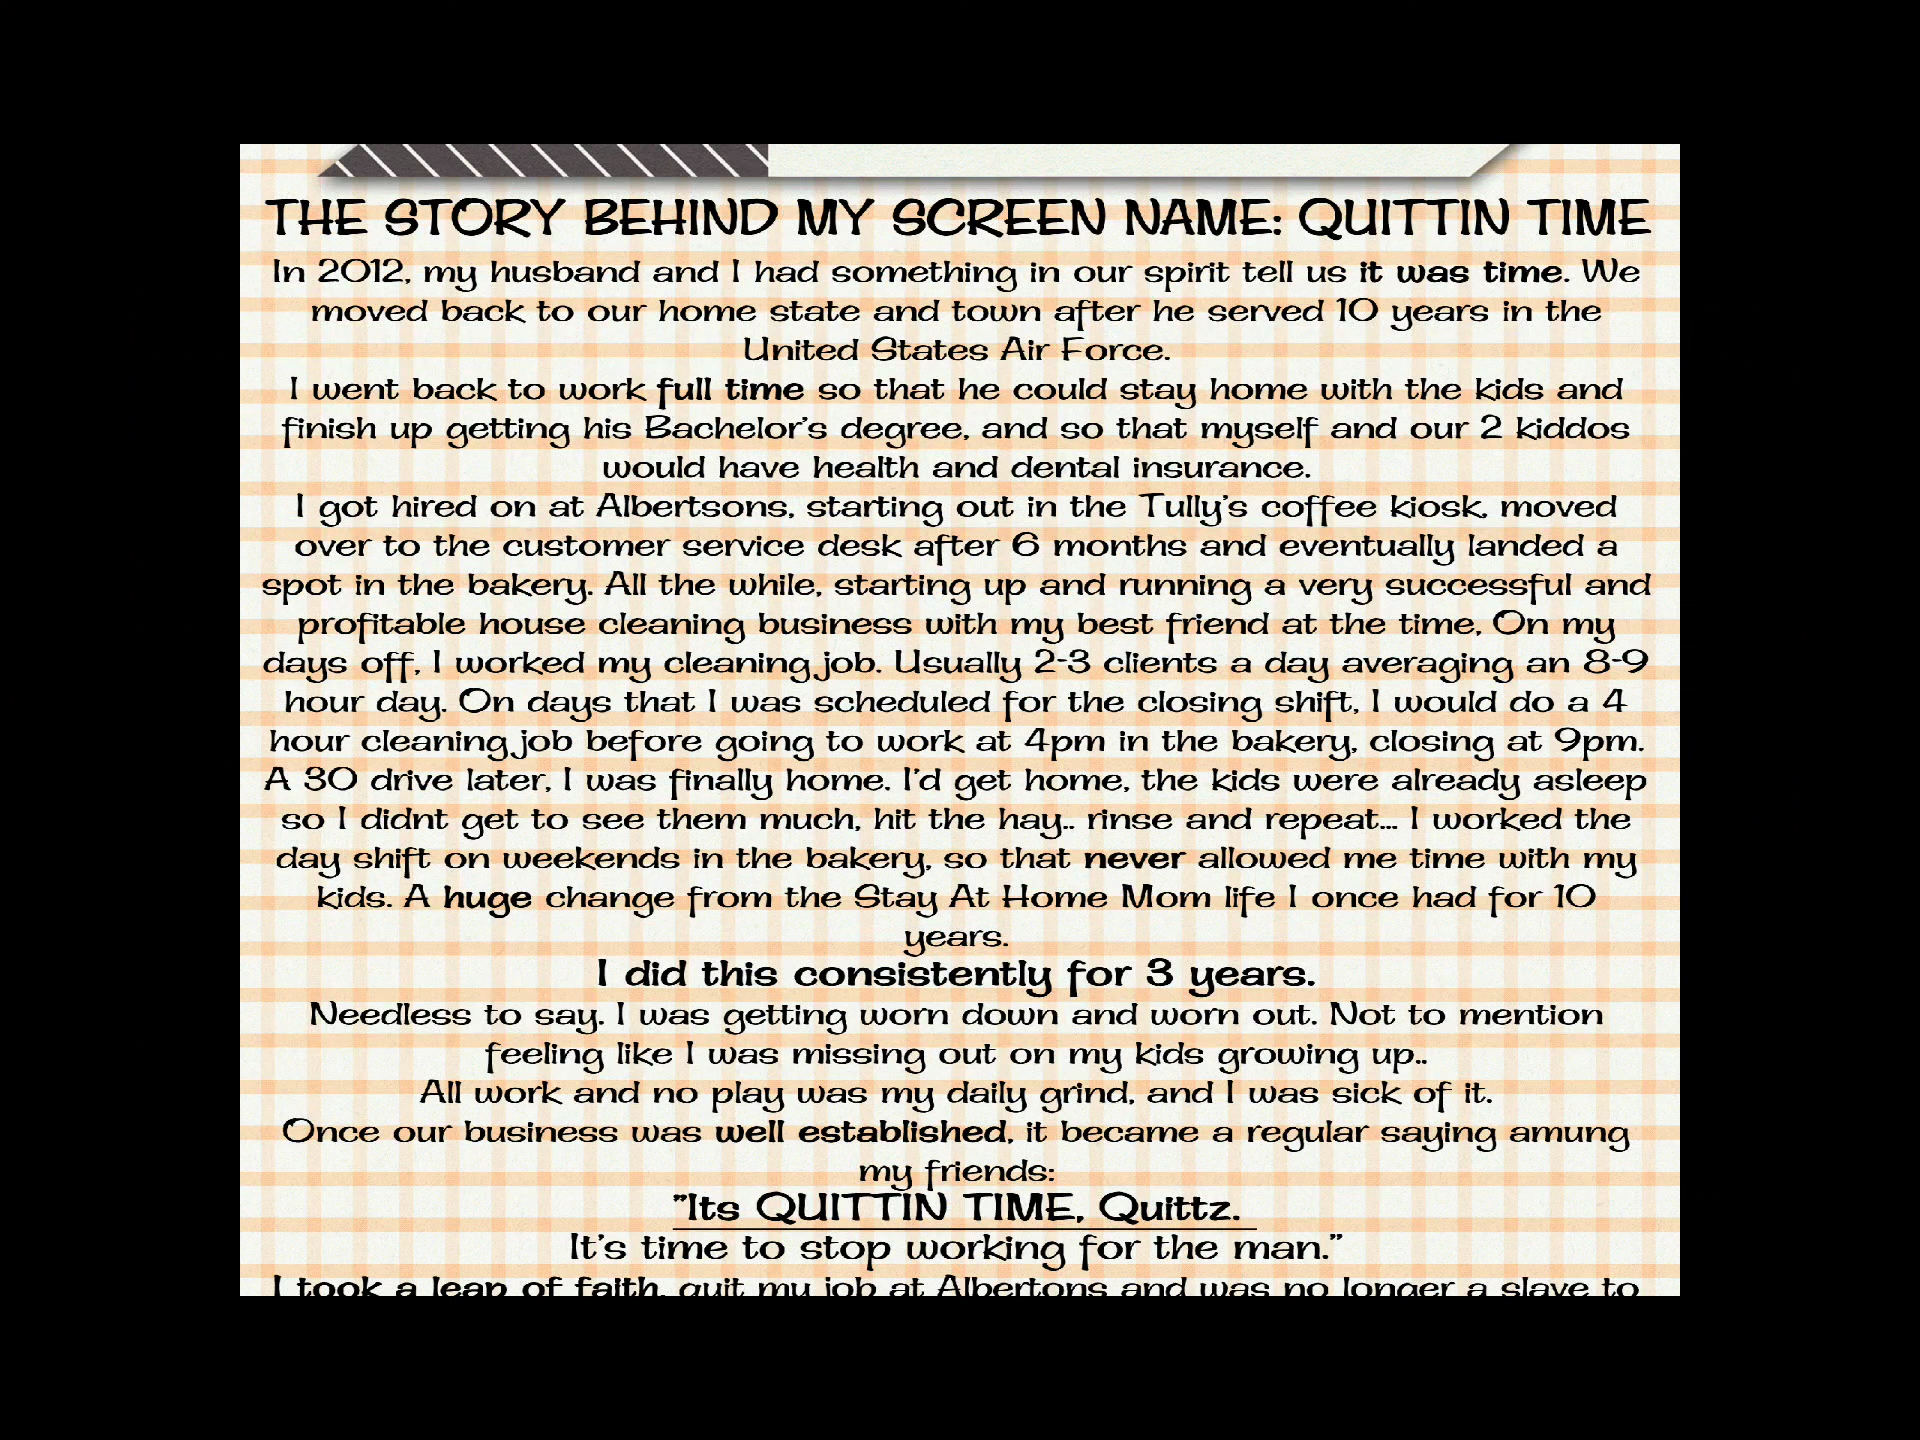 THE STORY BEHIND MY SCREEN NAME: QUITTIN TIME
In 2012, my husband and I had something in our spirit tell us it was time. We
moved back to our home state and town after he served 10 years in the
United States Air Force.
I went back to work full time so that he could stay home with the kids and
finish up getting his Bachelor's degree, and so that myself and our 2 kiddos
would have health and dental insurance.
I got hired on at Albertsons, starting out in the Tully's coffee kiosk, moved
over to the customer service desk after 6 months and eventually landed a
spot in the bakery. All the while, starting up and running a very successful and
profitable house cleaning business with my best friend at the time, On my
days off, I worked my cleaning job. Usually 2-3 clients a day averaging an 8-9
hour day. On days that I was scheduled for the closing shift, I would do a 4
hour cleaning job before going to work at 4pm in the bakery, closing at 9pm.
A 30 drive later, I was finally home. I'd get home, the kids were already asleep
so I didnt get to see them much, hit the hay.. rinse and repeat... I worked the
day shift on weekends in the bakery, so that never allowed me time with my
kids. A huge change from the Stay At Home Mom life I once had for 10
years.
I did this consistently for 3 years.
Needless to say. I was getting worn down and worn out. Not to mention
feeling like I was missing out on my kids growing up..
All work and no play was my daily grind, and I was sick of it.
Once our business was well established, it became a regular saying amung
my friends:
"Its QUITTIN TIME, Quittz.
It's time to stop working for the man."
I took a leap of faith, quit my job at Albertons and was no longer a slave to